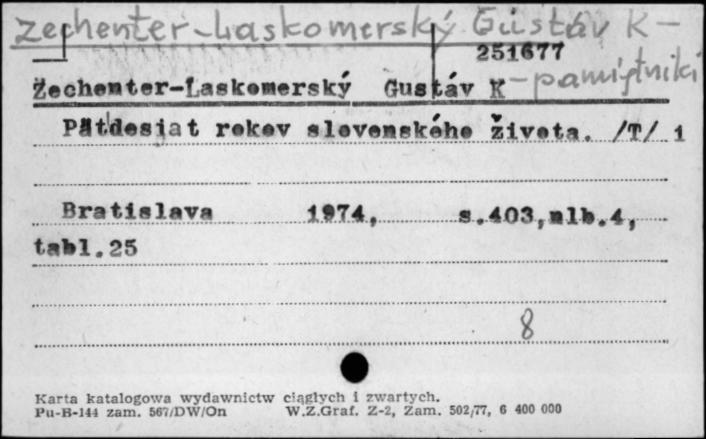 Zechenter-Laskomerský Gustáv K -
251677
- pamiętniki
Zechenter-Laskomerský Gustáv K
Pätdesiat rokov slovenského života. /T/ 1
Bratislava 1974, s.403,nlb.4,
tabl.25
8
Karta katalogowa wydawnictw ciągłych i zwartych.
Pu-B-144 zam. 567/DW/On W.Z.Graf. Z-2, Zam. 502/77, 6 400 000